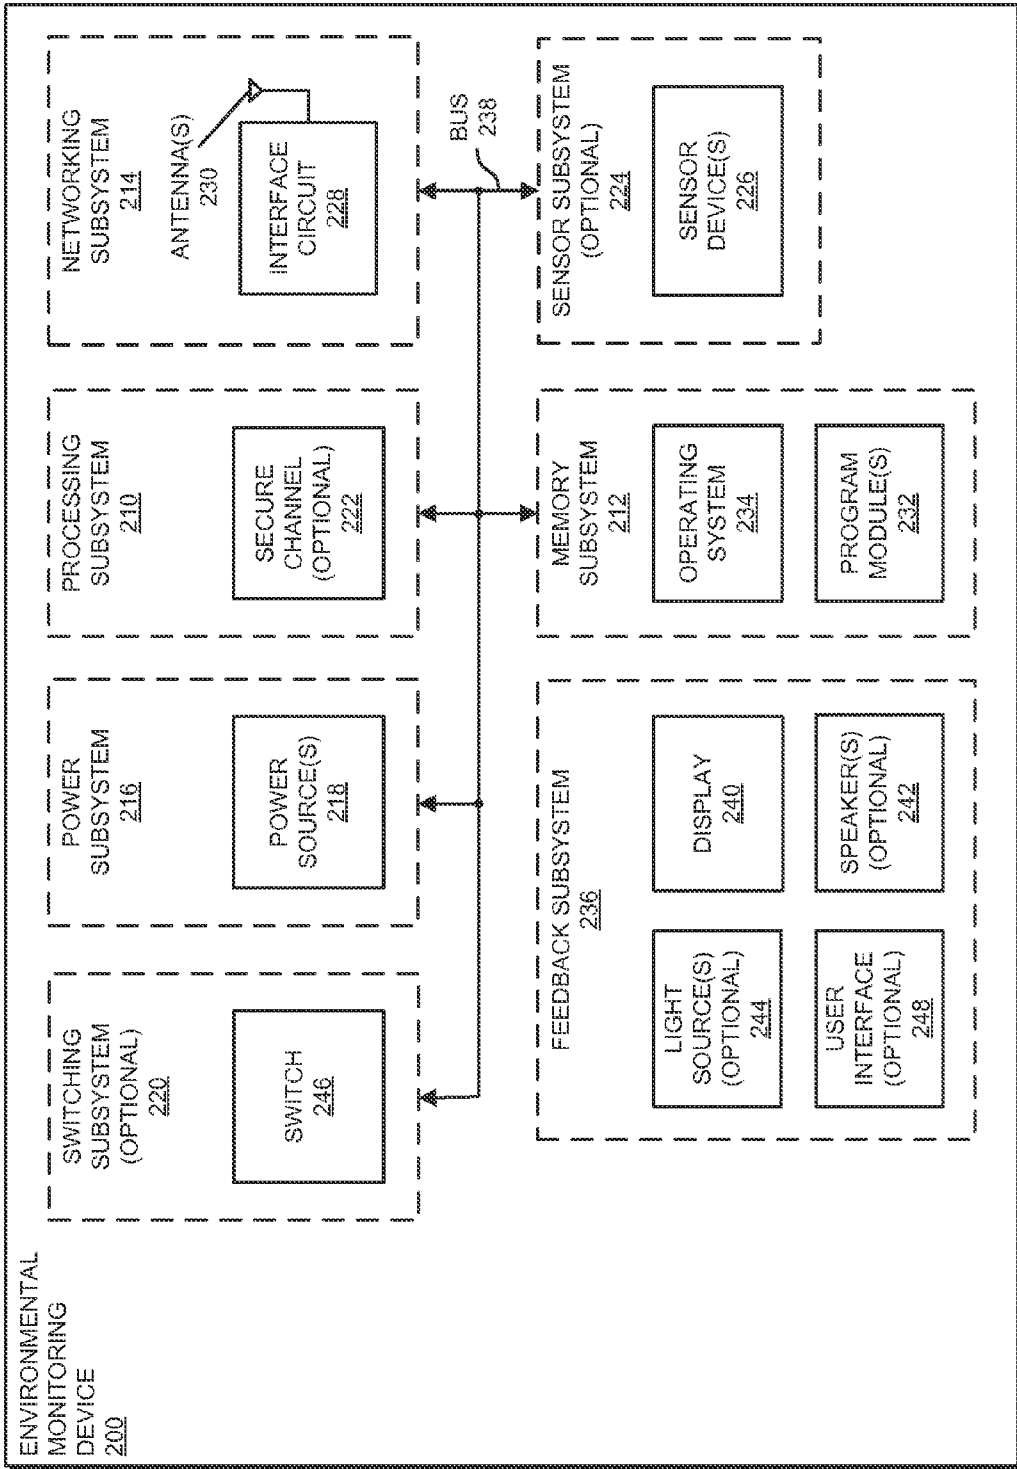 ENVIRONMENTAL
MONITORING
DEVICE
200
SWITCHING
SUBSYSTEM
(OPTIONAL)
220
SWITCH
246
POWER
SUBSYSTEM
216
POWER
SOURCE(S)
218
PROCESSING
SUBSYSTEM
210
SECURE
CHANNEL
(OPTIONAL)
222
NETWORKING
SUBSYSTEM
214
ANTENNA(S)
230
INTERFACE
CIRCUIT
228
BUS
238
FEEDBACK SUBSYSTEM
236
LIGHT
SOURCE(S)
(OPTIONAL)
244
DISPLAY
240
USER
INTERFACE
(OPTIONAL)
248
SPEAKER(S)
(OPTIONAL)
242
MEMORY
SUBSYSTEM
212
OPERATING
SYSTEM
234
PROGRAM
MODULE(S)
232
SENSOR SUBSYSTEM
(OPTIONAL)
224
SENSOR
DEVICE(S)
226